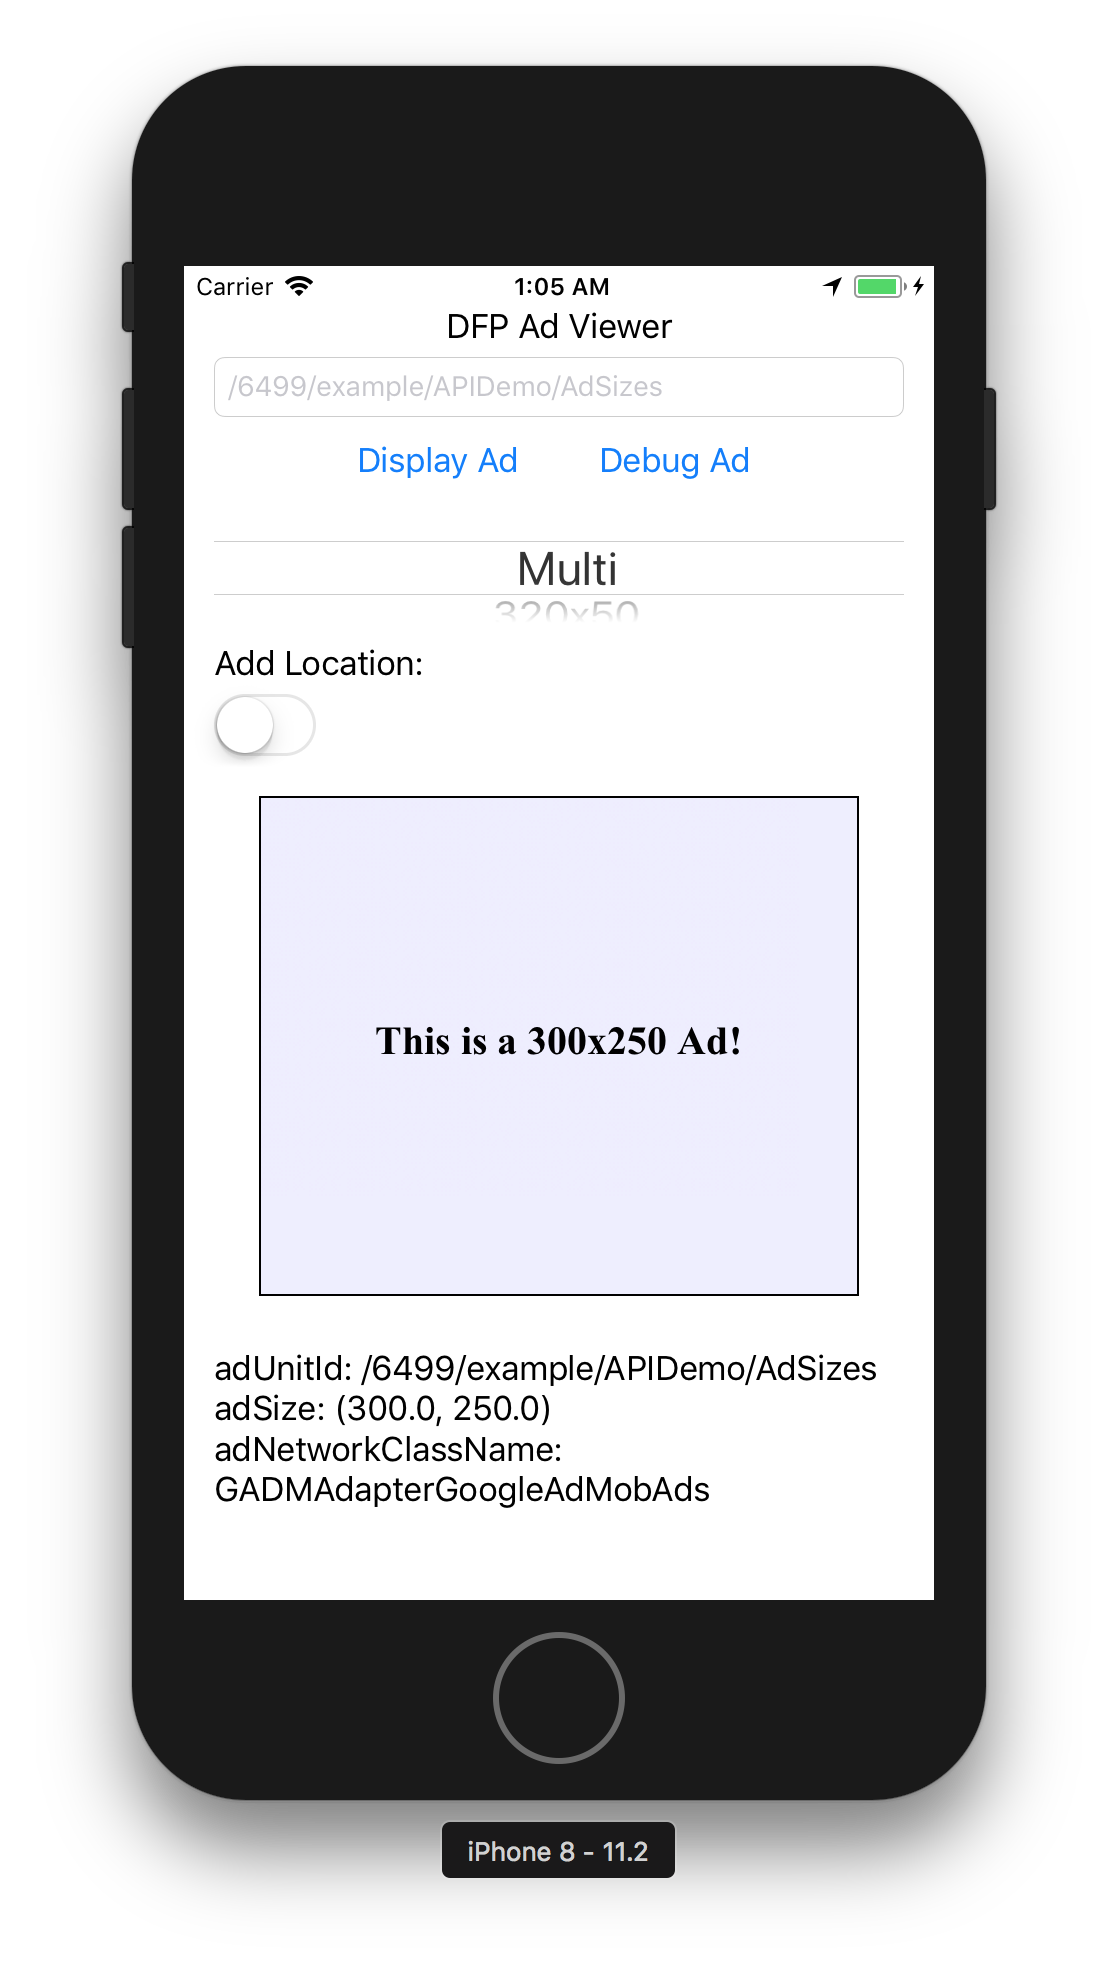 Carrier 1:05 AM
DFP Ad Viewer
/6499/example/APIDemo/AdSizes
Display Ad Debug Ad
Multi
320x50
Add Location:
This is a 300x250 Ad!
adUnitId: /6499/example/APIDemo/AdSizes
adSize: (300.0, 250.0)
adNetworkClassName:
GADMAdapterGoogleAdMobAds
iPhone 8 - 11.2